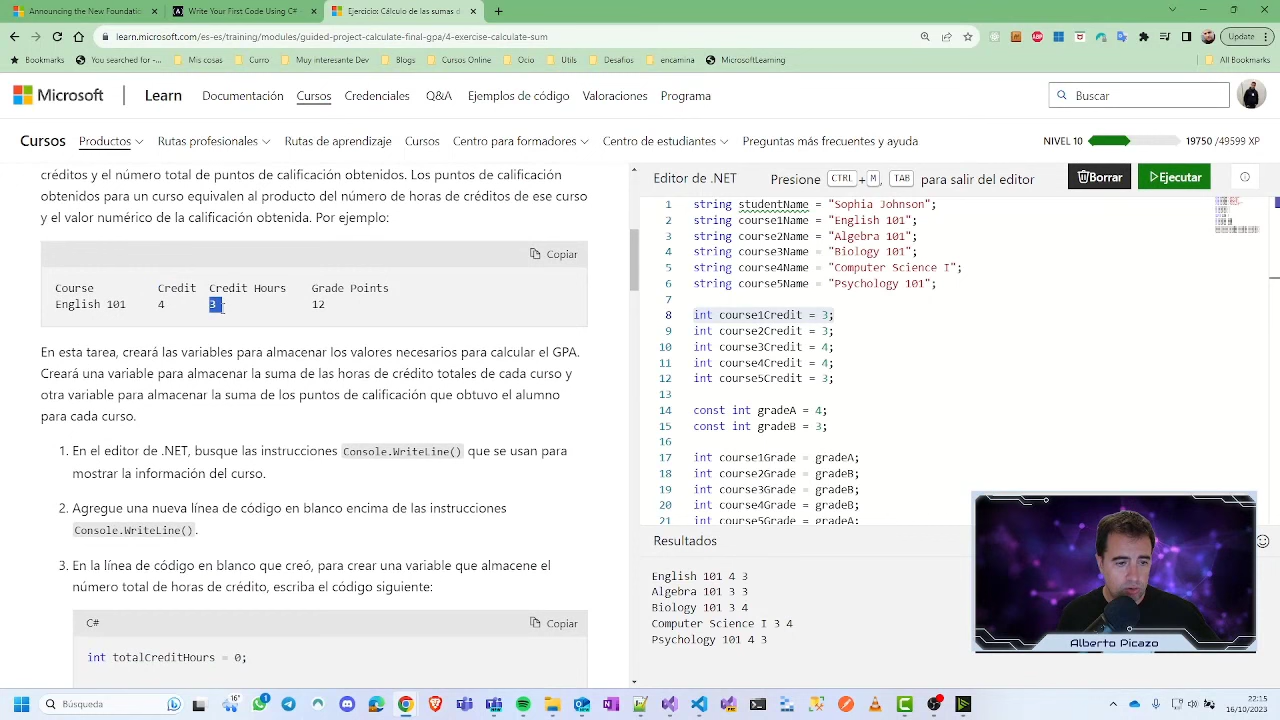 Announcing the New Foundatic
Write Your First Code Using C#
Ejercicio: Cálculo de las sumas d
learn.microsoft.com/es-es/training/modules/guided-project-calculate-final-gpa/4-exercise-calculate-sum
Update
Bookmarks
You searched for -...
Mis cosas
Curro
Muy interesante Dev
Blogs
Cursos Online
Ocio
Utils
Desafios
encamina
MicrosoftLearning
All Bookmarks
Microsoft
Learn
Documentación
Cursos
Credenciales
Q&A
Ejemplos de código
Valoraciones
Programa
Buscar
Cursos
Productos
Rutas profesionales
Rutas de aprendizaje
Cursos
Centro para formadores
Centro de estudiantes
Preguntas más frecuentes y ayuda
NIVEL 10
19750 /49599 XP
créditos y el número total de puntos de calificación obtenidos. Los puntos de calificación
obtenidos para un curso equivalen al producto del número de horas de créditos de ese curso
y el valor numérico de la calificación obtenida. Por ejemplo:
Copiar
Course Credit Credit Hours Grade Points
English 101 4 3 12
En esta tarea, creará las variables para almacenar los valores necesarios para calcular el GPA.
Creará una variable para almacenar la suma de las horas de crédito totales de cada curso y
otra variable para almacenar la suma de los puntos de calificación que obtuvo el alumno
para cada curso.
1. En el editor de .NET, busque las instrucciones Console.WriteLine() que se usan para
mostrar la información del curso.
2. Agregue una nueva línea de código en blanco encima de las instrucciones
Console.WriteLine().
3. En la línea de código en blanco que creó, para crear una variable que almacene el
número total de horas de crédito, escriba el código siguiente:
C#
Copiar
int totalCreditHours = 0;
Editor de .NET
Presione CTRL + M, TAB para salir del editor
Borrar
Ejecutar
1 string studentName = "Sophia Johnson";
2 string course1Name = "English 101";
3 string course2Name = "Algebra 101";
4 string course3Name = "Biology 101";
5 string course4Name = "Computer Science I";
6 string course5Name = "Psychology 101";
7
8 int course1Credit = 3;
9 int course2Credit = 3;
10 int course3Credit = 4;
11 int course4Credit = 4;
12 int course5Credit = 3;
13
14 const int gradeA = 4;
15 const int gradeB = 3;
16
17 int course1Grade = gradeA;
18 int course2Grade = gradeB;
19 int course3Grade = gradeB;
20 int course4Grade = gradeB;
21 int course5Grade = gradeA;
Resultados
English 101 4 3
Algebra 101 3 3
Biology 101 3 4
Computer Science I 3 4
Psychology 101 4 3
Alberto Picazo
Búsqueda
16°
1
22:15
16/10/2023